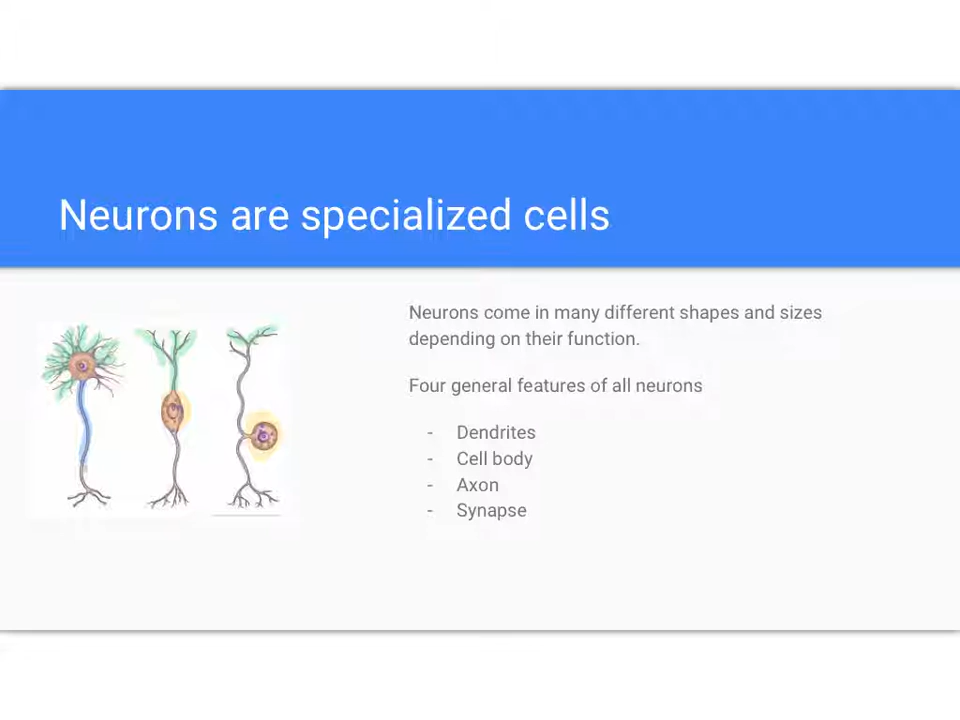 Neurons are specialized cells
Neurons come in many different shapes and sizes
depending on their function.
Four general features of all neurons
- Dendrites
- Cell body
- Axon
- Synapse